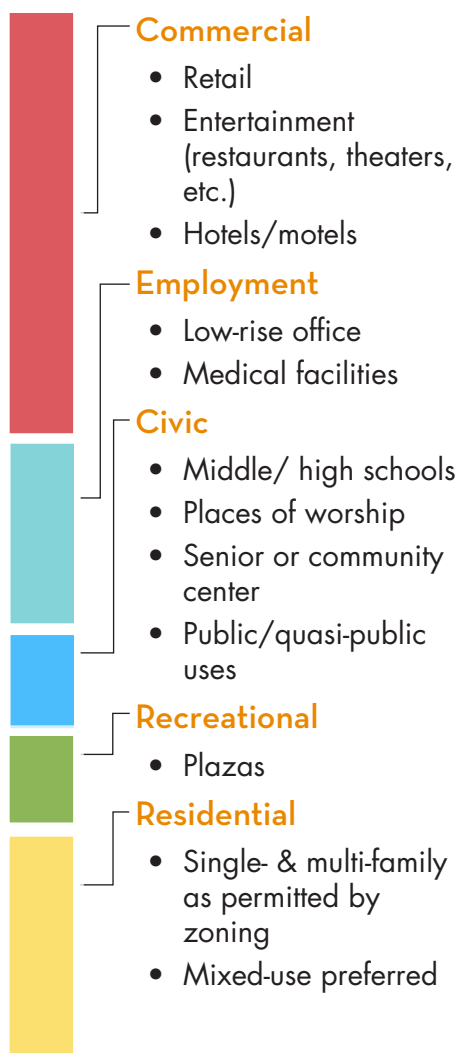 Commercial
• Retail
• Entertainment
(restaurants, theaters,
etc.)
• Hotels/motels
Employment
• Low-rise office
• Medical facilities
Civic
• Middle/ high schools
• Places of worship
• Senior or community
center
• Public/quasi-public
uses
Recreational
• Plazas
Residential
• Single- & multi-family
as permitted by
zoning
• Mixed-use preferred